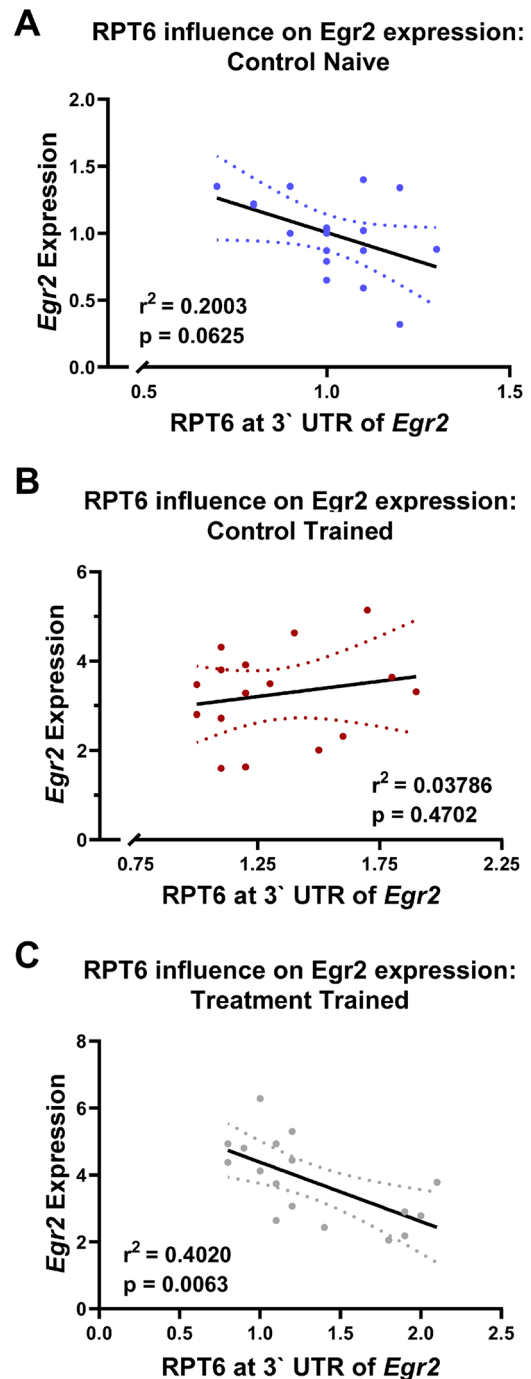 A
RPT6 influence on Egr2 expression:
Control Naive
2.0
1.5
1.0
0.5
0.0
Egr2 Expression
r2 = 0.2003
p = 0.0625
0.5 1.0 1.5
RPT6 at 3` UTR of Egr2
B
RPT6 influence on Egr2 expression:
Control Trained
6
4
2
0
Egr2 Expression
r2 = 0.03786
p = 0.4702
0.75 1.25 1.75 2.25
RPT6 at 3` UTR of Egr2
C
RPT6 influence on Egr2 expression:
Treatment Trained
8
6
4
2
0
Egr2 Expression
r2 = 0.4020
p = 0.0063
0.0 0.5 1.0 1.5 2.0 2.5
RPT6 at 3` UTR of Egr2